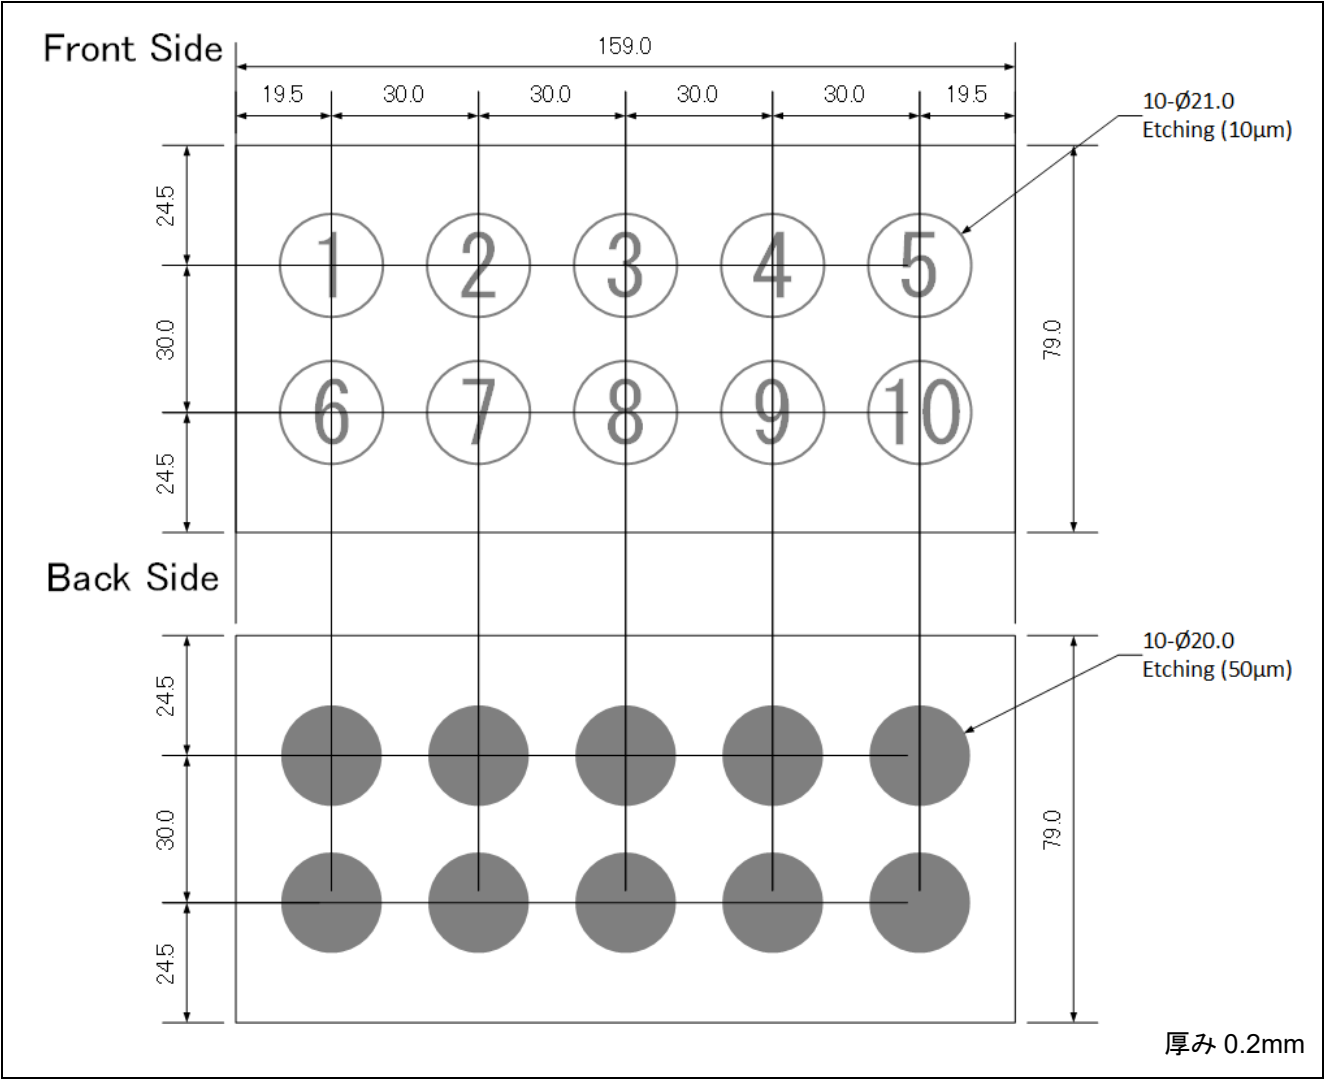 Front Side
159.0
19.5 30.0 30.0 30.0 30.0 19.5
10-Ø21.0
Etching (10μm)
24.5
1 2 3 4 5
30.0
79.0
6 7 8 9 10
24.5
Back Side
10-Ø20.0
Etching (50μm)
24.5
30.0
79.0
24.5
厚み 0.2mm